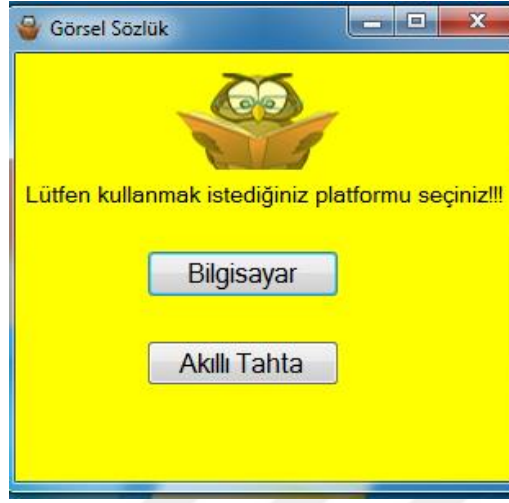 Görsel Sözlük
Lütfen kullanmak istediğiniz platformu seçiniz!!!
Bilgisayar
Akıllı Tahta